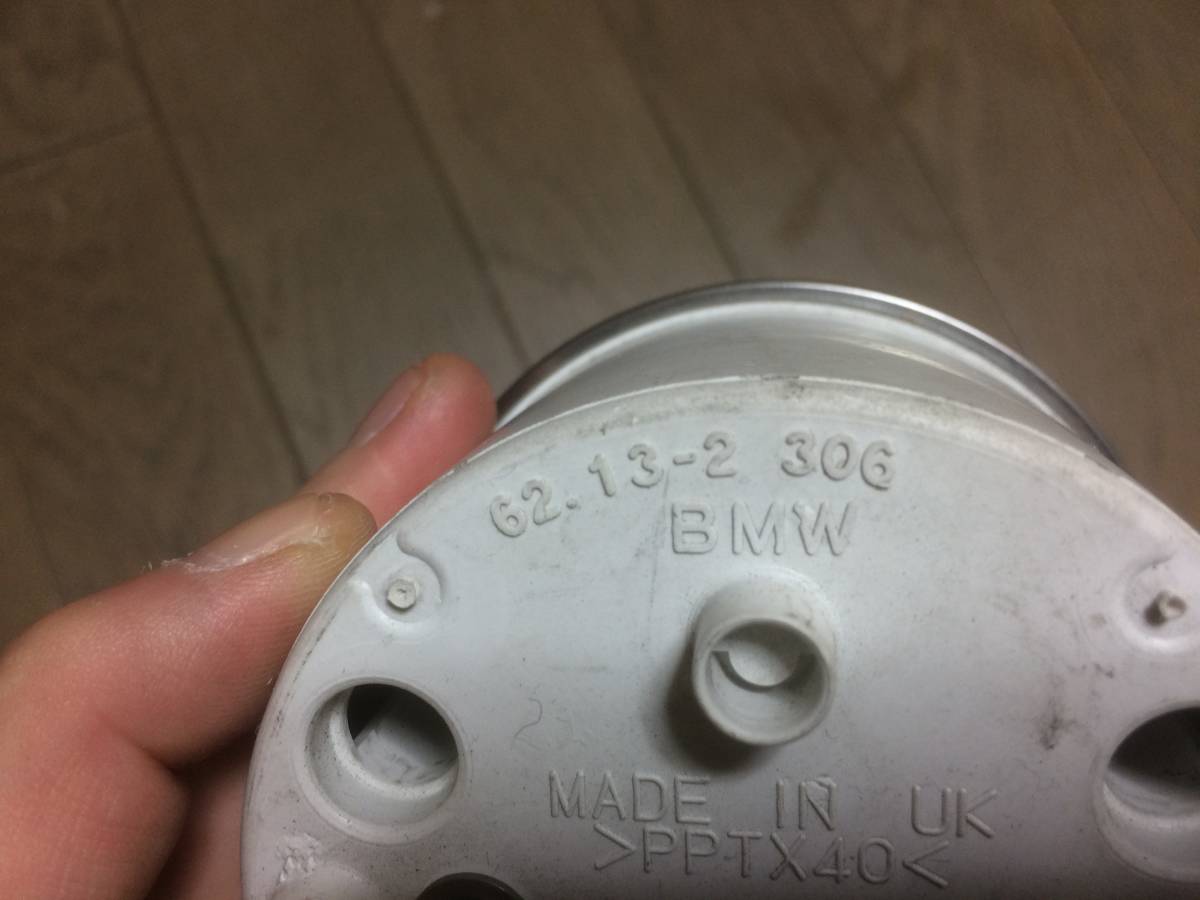 62.13-2 306
BMW
MADE IN UK
>PPTX40<